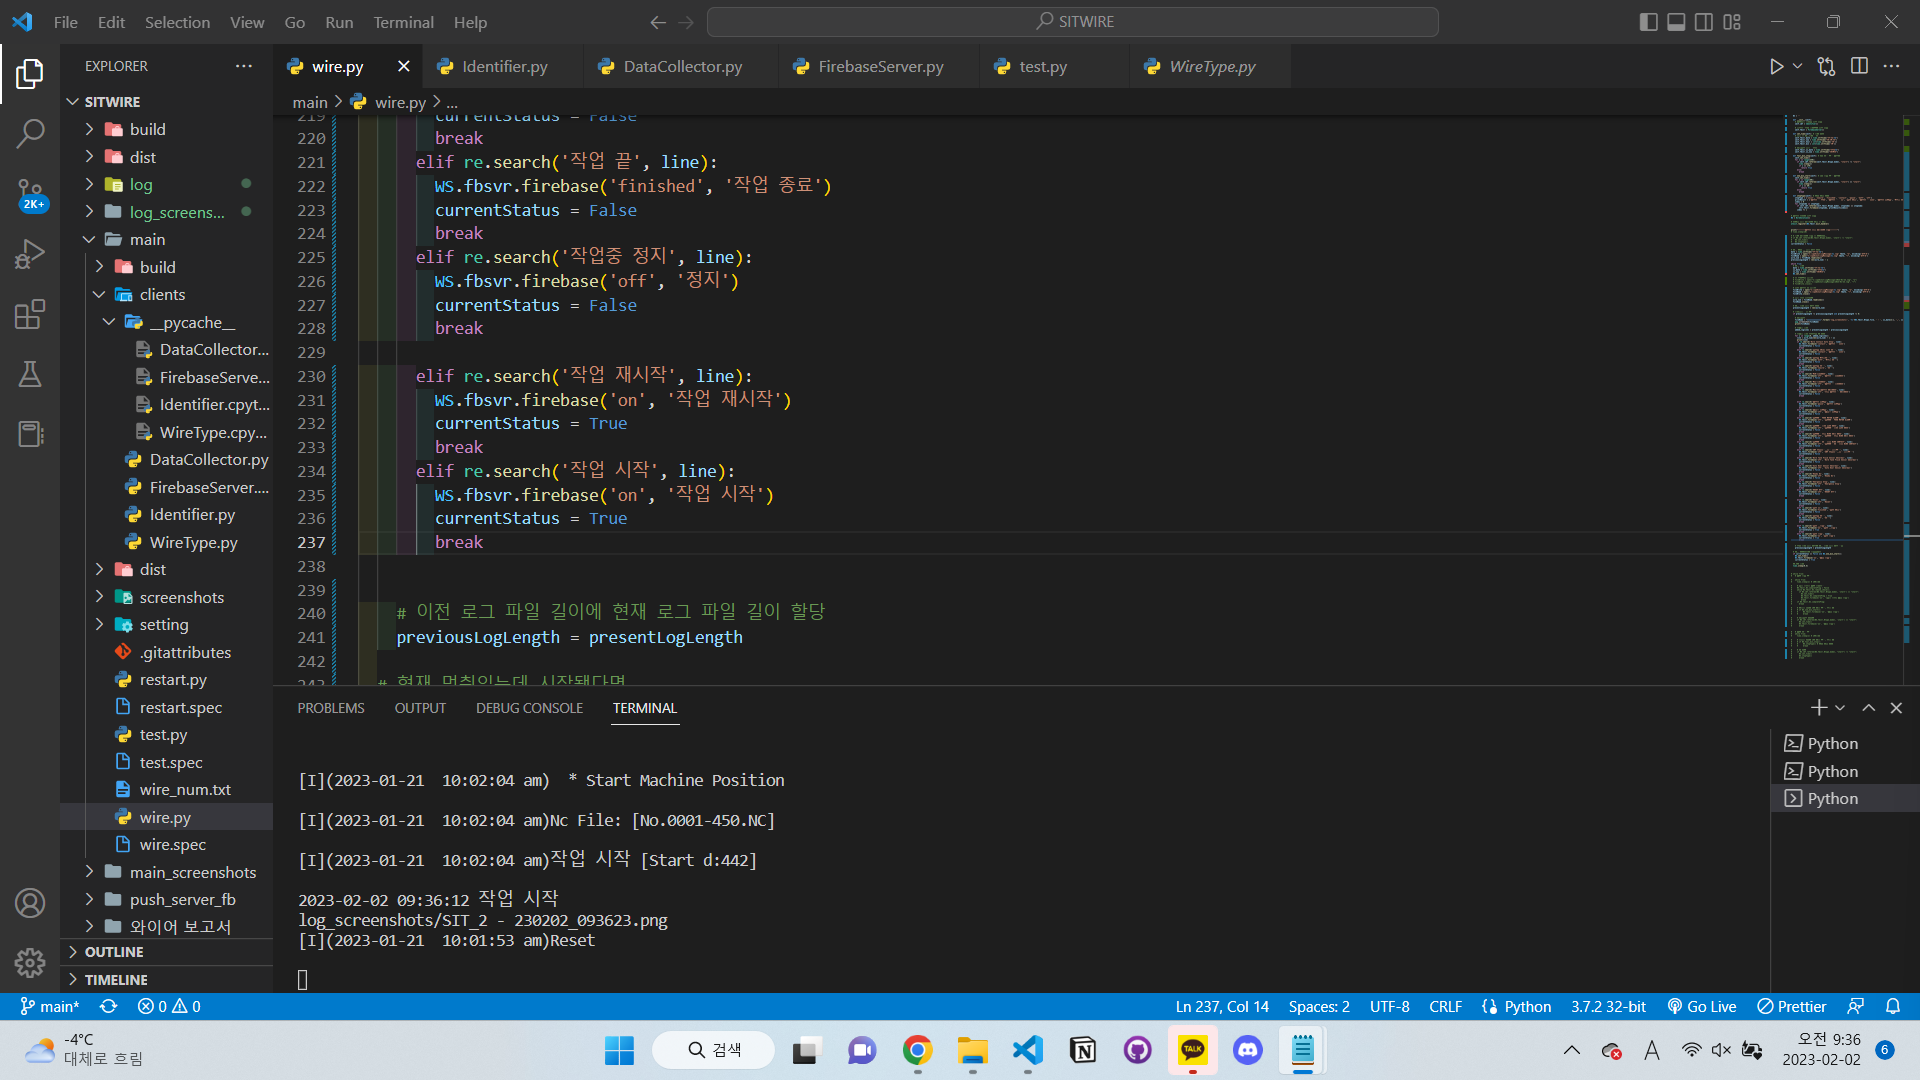 File Edit Selection View Go Run Terminal Help
SITWIRE
EXPLORER
wire.py
Identifier.py
DataCollector.py
FirebaseServer.py
test.py
WireType.py
main > wire.py > ...
SITWIRE
build
dist
log
log_screens...
main
build
clients
__pycache__
DataCollector...
FirebaseServe...
Identifier.cpyt...
WireType.cpy...
DataCollector.py
FirebaseServer....
Identifier.py
WireType.py
dist
screenshots
setting
.gitattributes
restart.py
restart.spec
test.py
test.spec
wire_num.txt
wire.py
wire.spec
main_screenshots
push_server_fb
와이어 보고서
OUTLINE
TIMELINE
2K+
219 currentStatus = False
220 break
221 elif re.search('작업 끝', line):
222 WS.fbsvr.firebase('finished', '작업 종료')
223 currentStatus = False
224 break
225 elif re.search('작업중 정지', line):
226 WS.fbsvr.firebase('off', '정지')
227 currentStatus = False
228 break
229
230 elif re.search('작업 재시작', line):
231 WS.fbsvr.firebase('on', '작업 재시작')
232 currentStatus = True
233 break
234 elif re.search('작업 시작', line):
235 WS.fbsvr.firebase('on', '작업 시작')
236 currentStatus = True
237 break
238
239
240 # 이전 로그 파일 길이에 현재 로그 파일 길이 할당
241 previousLogLength = presentLogLength
242
243 # 현재 멈춰있는데 시작됐다면
PROBLEMS OUTPUT DEBUG CONSOLE TERMINAL
[I](2023-01-21  10:02:04 am)  * Start Machine Position
[I](2023-01-21  10:02:04 am)Nc File: [No.0001-450.NC]
[I](2023-01-21  10:02:04 am)작업 시작 [Start d:442]
2023-02-02 09:36:12 작업 시작
log_screenshots/SIT_2 - 230202_093623.png
[I](2023-01-21  10:01:53 am)Reset
Python
Python
Python
main* 0 0
Ln 237, Col 14 Spaces: 2 UTF-8 CRLF Python 3.7.2 32-bit Go Live Prettier
-4°C
대체로 흐림
검색
TALK
A
오전 9:36
2023-02-02
6